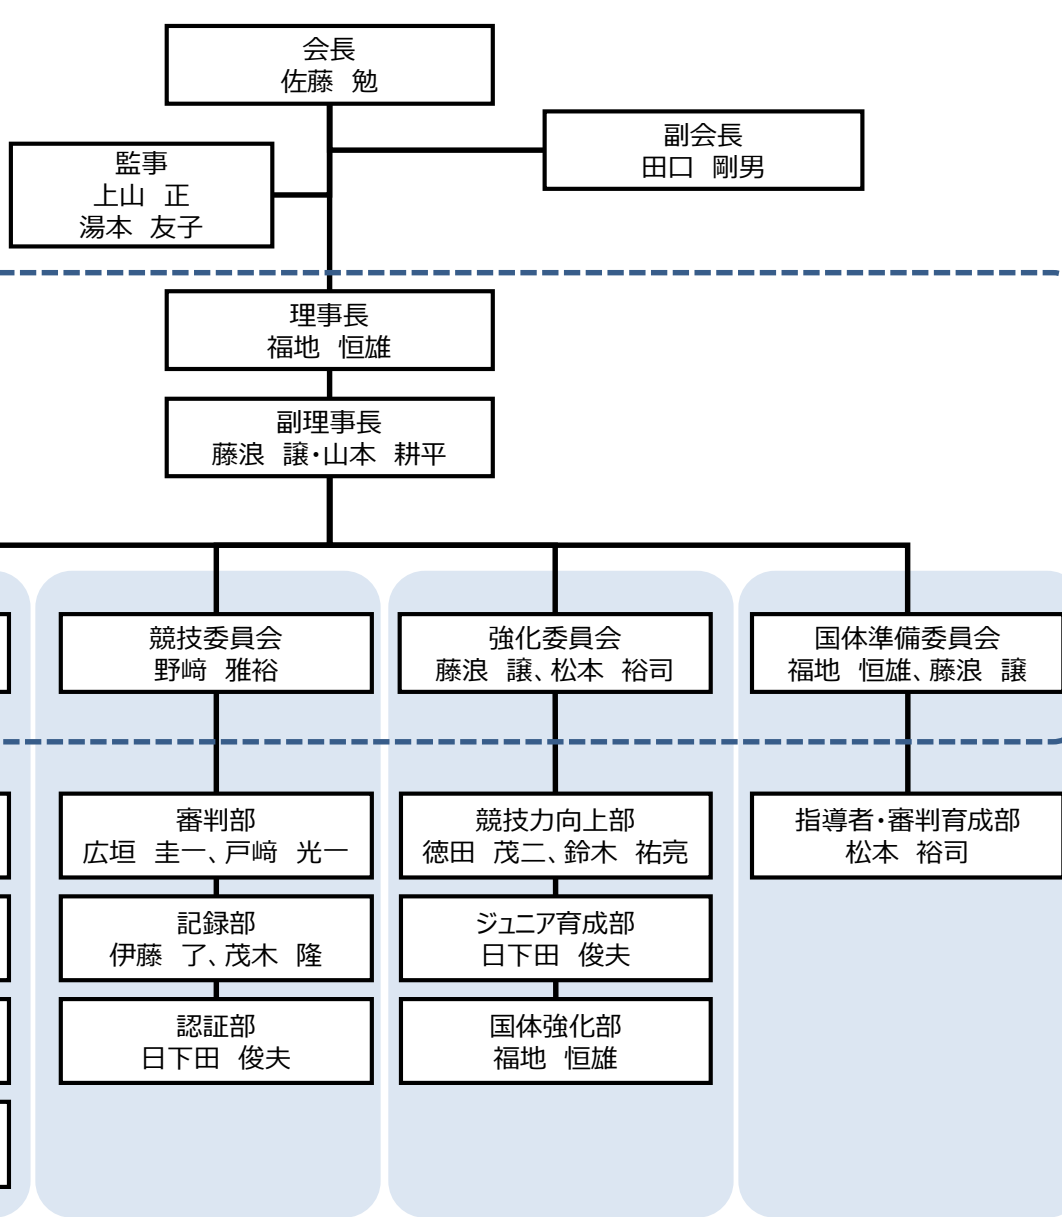 会長
佐藤　勉
副会長
田口　剛男
監事
上山　正
湯本　友子
理事長
福地　恒雄
副理事長
藤浪　譲・山本　耕平
競技委員会
野﨑　雅裕
強化委員会
藤浪　譲、松本　裕司
国体準備委員会
福地　恒雄、藤浪　譲
審判部
広垣　圭一、戸﨑　光一
競技力向上部
徳田　茂二、鈴木　祐亮
指導者・審判育成部
松本　裕司
記録部
伊藤　了、茂木　隆
ジュニア育成部
日下田　俊夫
認証部
日下田　俊夫
国体強化部
福地　恒雄